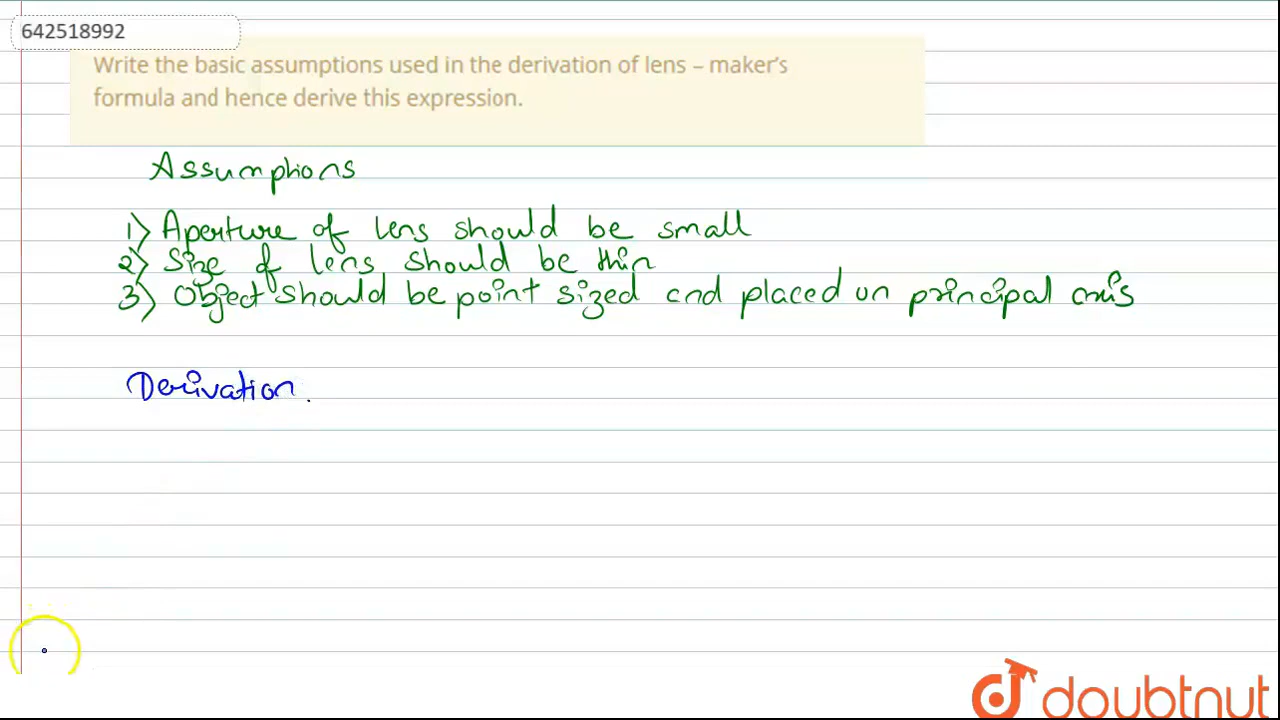 642518992
Write the basic assumptions used in the derivation of lens – maker's
formula and hence derive this expression.
Assumptions
1) Aperture of lens should be small
2) Size of lens should be thin
3) Object should be point sized and placed on principal axis
Derivation.
doubtnut